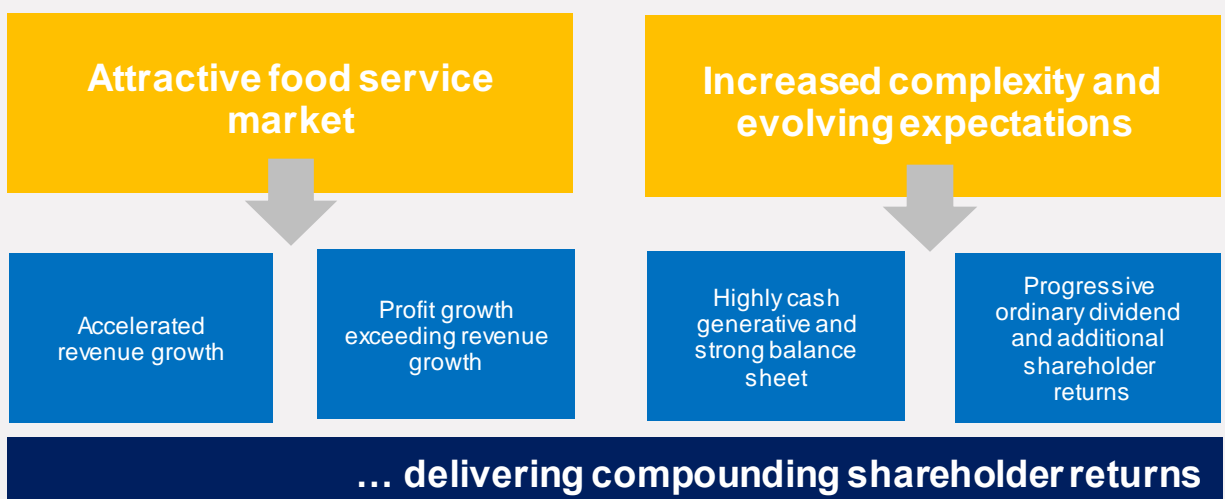 Attractive food service
market
Increased complexity and
evolving expectations
Accelerated
revenue growth
Profit growth
exceeding revenue
growth
Highly cash
generative and
strong balance
sheet
Progressive
ordinary dividend
and additional
shareholder
returns
... delivering compounding shareholder returns